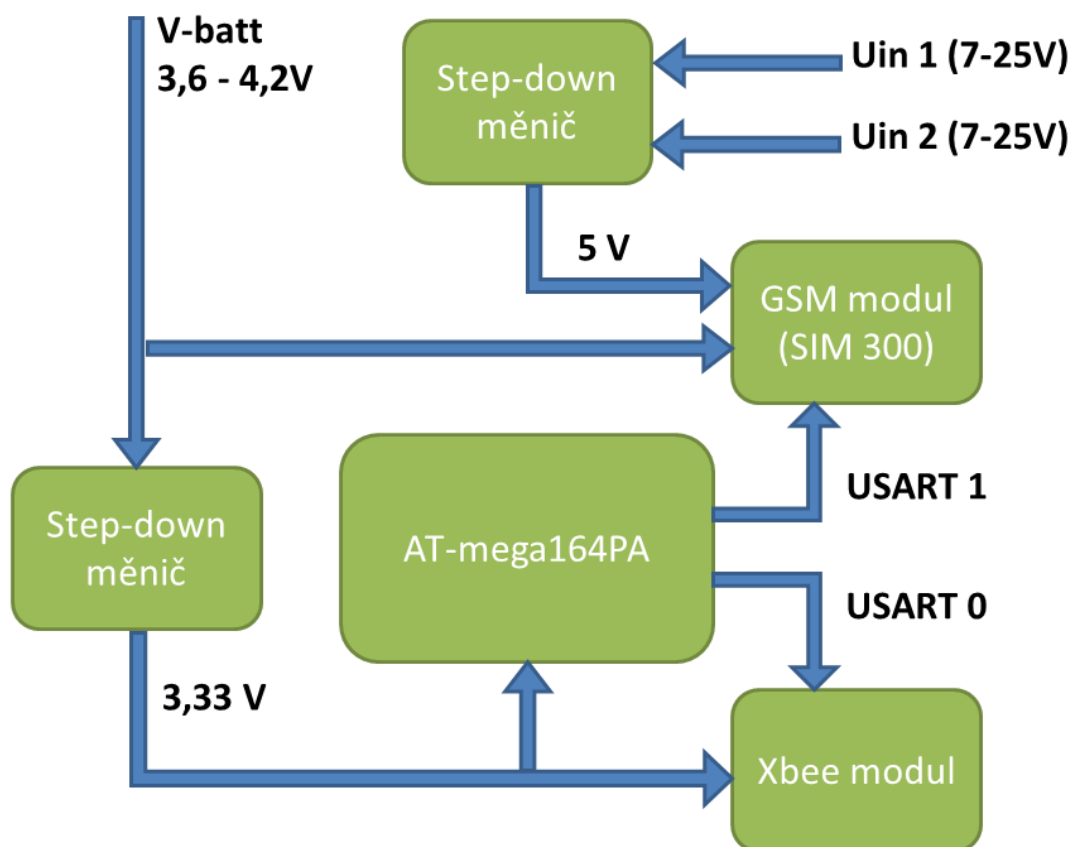 V-batt
3,6 - 4,2V
Step-down
měnič
Uin 1 (7-25V)
Uin 2 (7-25V)
5 V
GSM modul
(SIM 300)
Step-down
měnič
AT-mega164PA
USART 1
USART 0
3,33 V
Xbee modul